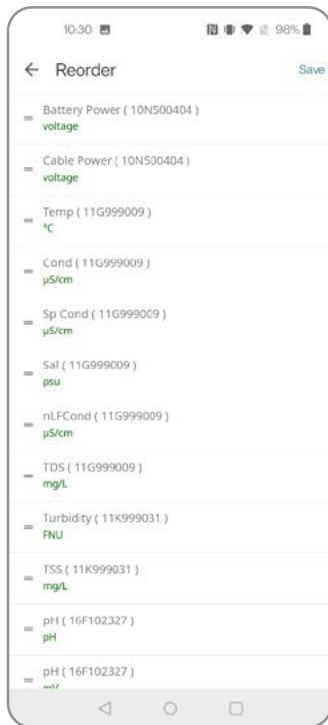 10:30
98%
Reorder
Save
Battery Power ( 10N500404 )
voltage
Cable Power ( 10N500404 )
voltage
Temp ( 11G999009 )
°C
Cond ( 11G999009 )
µS/cm
Sp Cond ( 11G999009 )
µS/cm
Sal ( 11G999009 )
psu
nLFCond ( 11G999009 )
µS/cm
TDS ( 11G999009 )
mg/L
Turbidity ( 11K999031 )
FNU
TSS ( 11K999031 )
mg/L
pH ( 16F102327 )
pH
pH ( 16F102327 )
mV